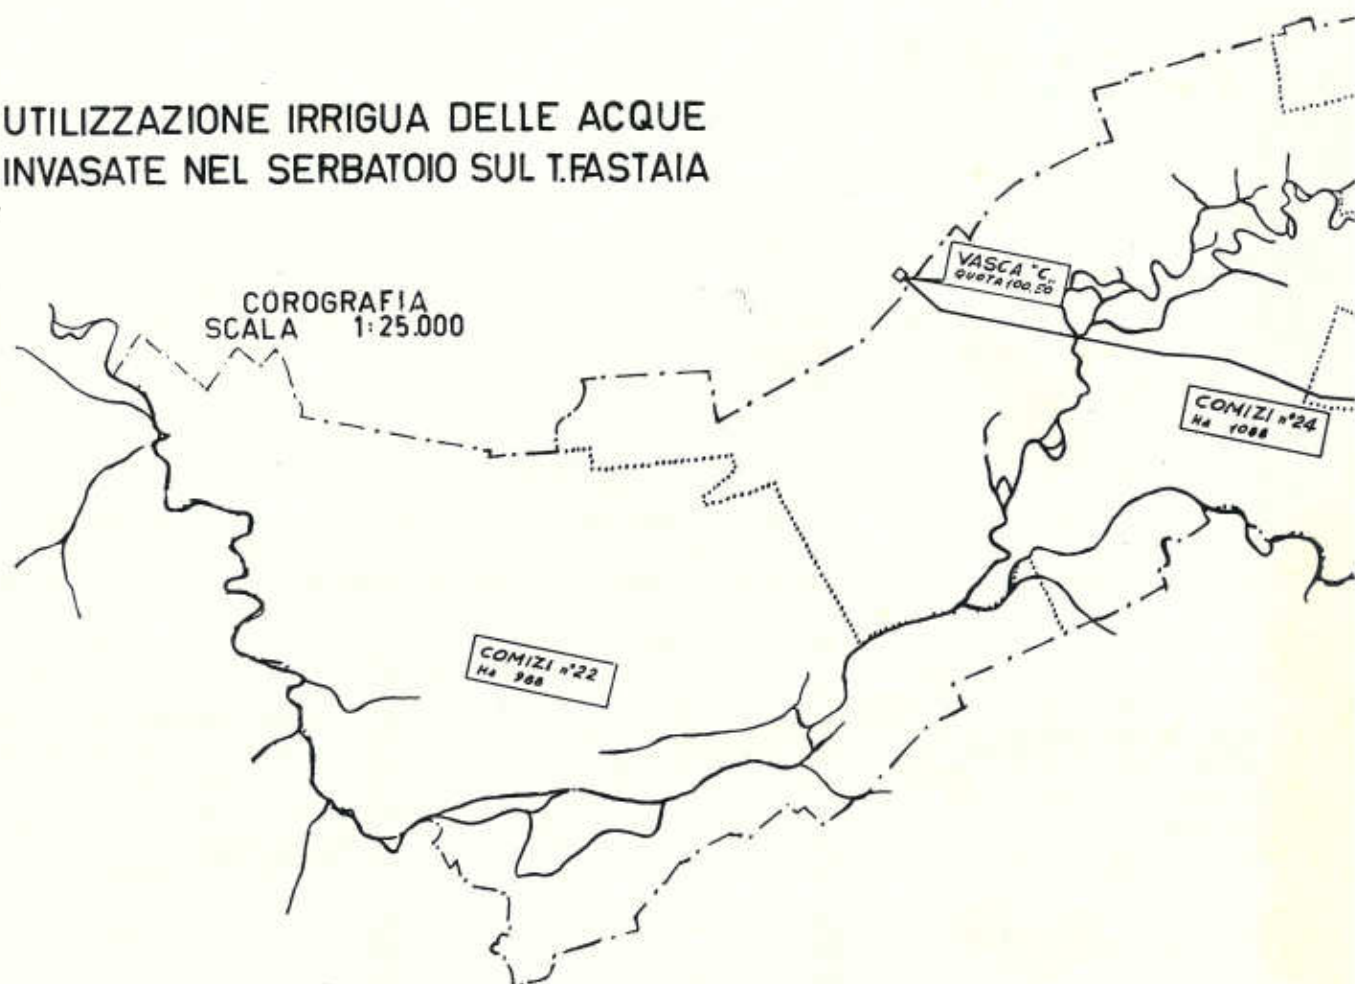 UTILIZZAZIONE IRRIGUA DELLE ACQUE
INVASATE NEL SERBATOIO SUL T.FASTAIA
COROGRAFIA
SCALA 1:25.000
VASCA "C„
QUOTA 100.50
COMIZI n°24
Ha 1088
COMIZI n°22
Ha 988